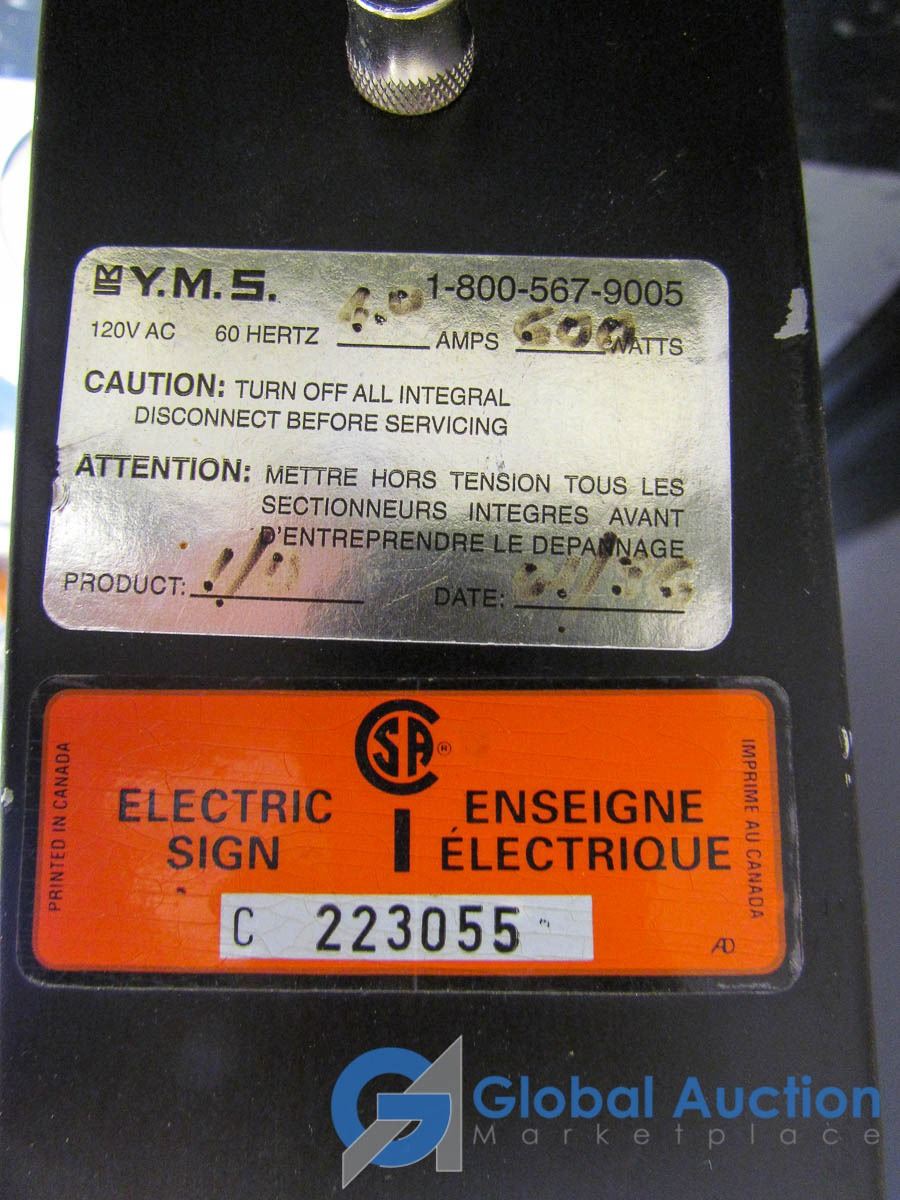 Y.M.S. 1-800-567-9005
120V AC 60 HERTZ AMPS 600 WATTS
CAUTION: TURN OFF ALL INTEGRAL
DISCONNECT BEFORE SERVICING
ATTENTION: METTRE HORS TENSION TOUS LES
SECTIONNEURS INTEGRES AVANT
D'ENTREPRENDRE LE DEPANNAGE
PRODUCT: DATE:
PRINTED IN CANADA
CSA®
ELECTRIC
SIGN
ENSEIGNE
ÉLECTRIQUE
IMPRIME AU CANADA
C 223055
Global Auction
Marketplace